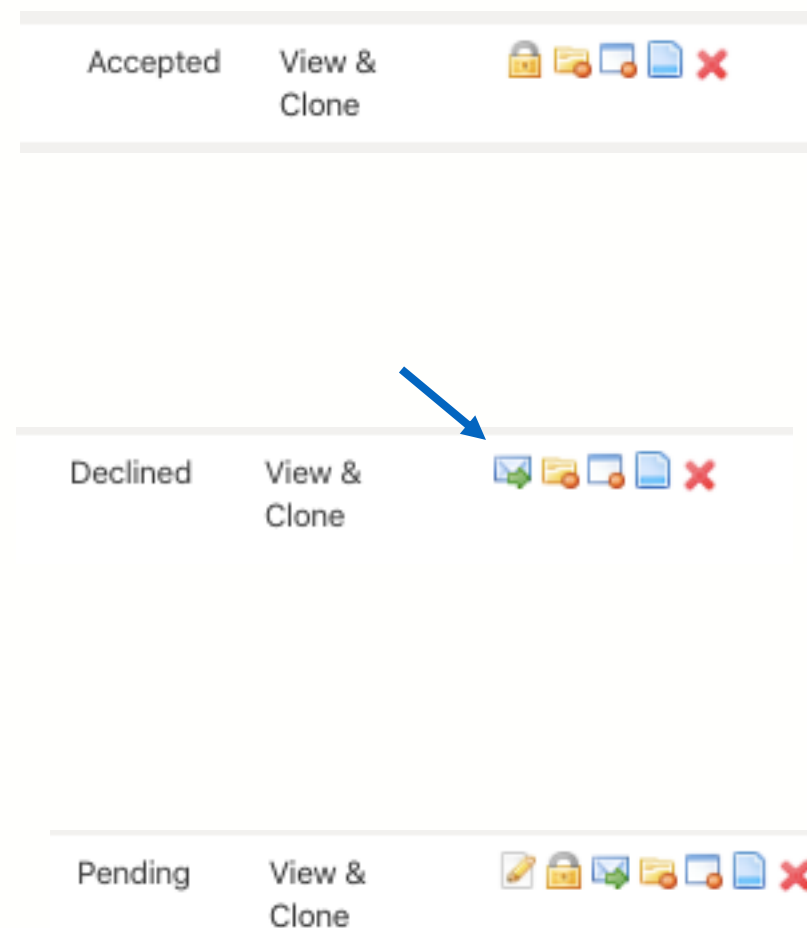 Accepted View &
Clone
Declined View &
Clone
Pending View &
Clone